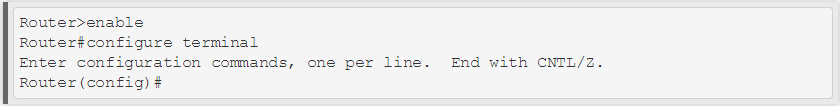 Router>enable
Router#configure terminal
Enter configuration commands, one per line.  End with CNTL/Z.
Router(config)#